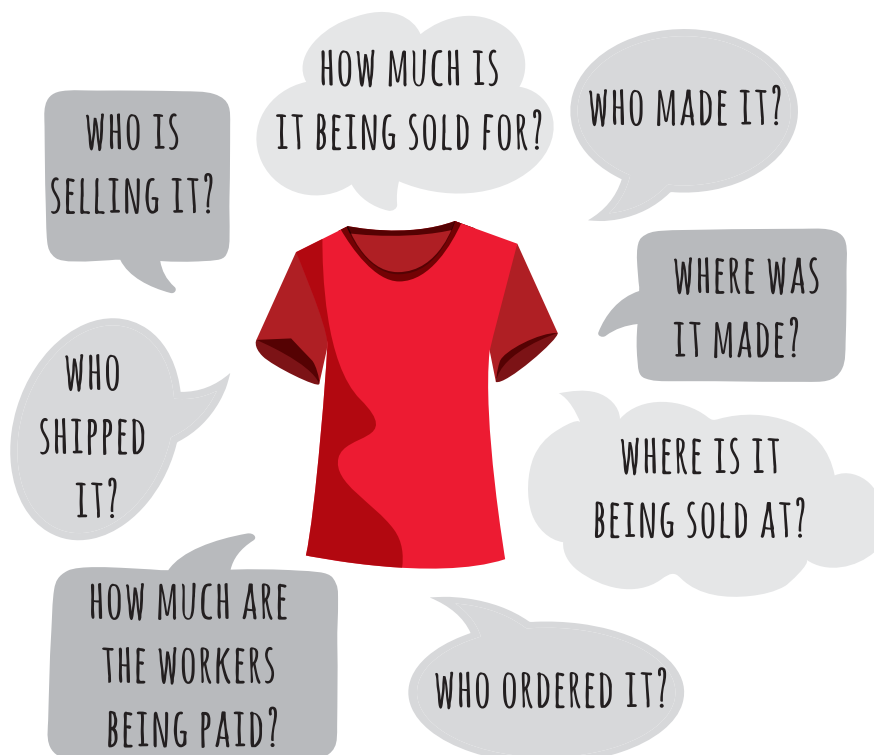 HOW MUCH IS
IT BEING SOLD FOR?
WHO MADE IT?
WHO IS
SELLING IT?
WHERE WAS
IT MADE?
WHO
SHIPPED
IT?
WHERE IS IT
BEING SOLD AT?
HOW MUCH ARE
THE WORKERS
BEING PAID?
WHO ORDERED IT?